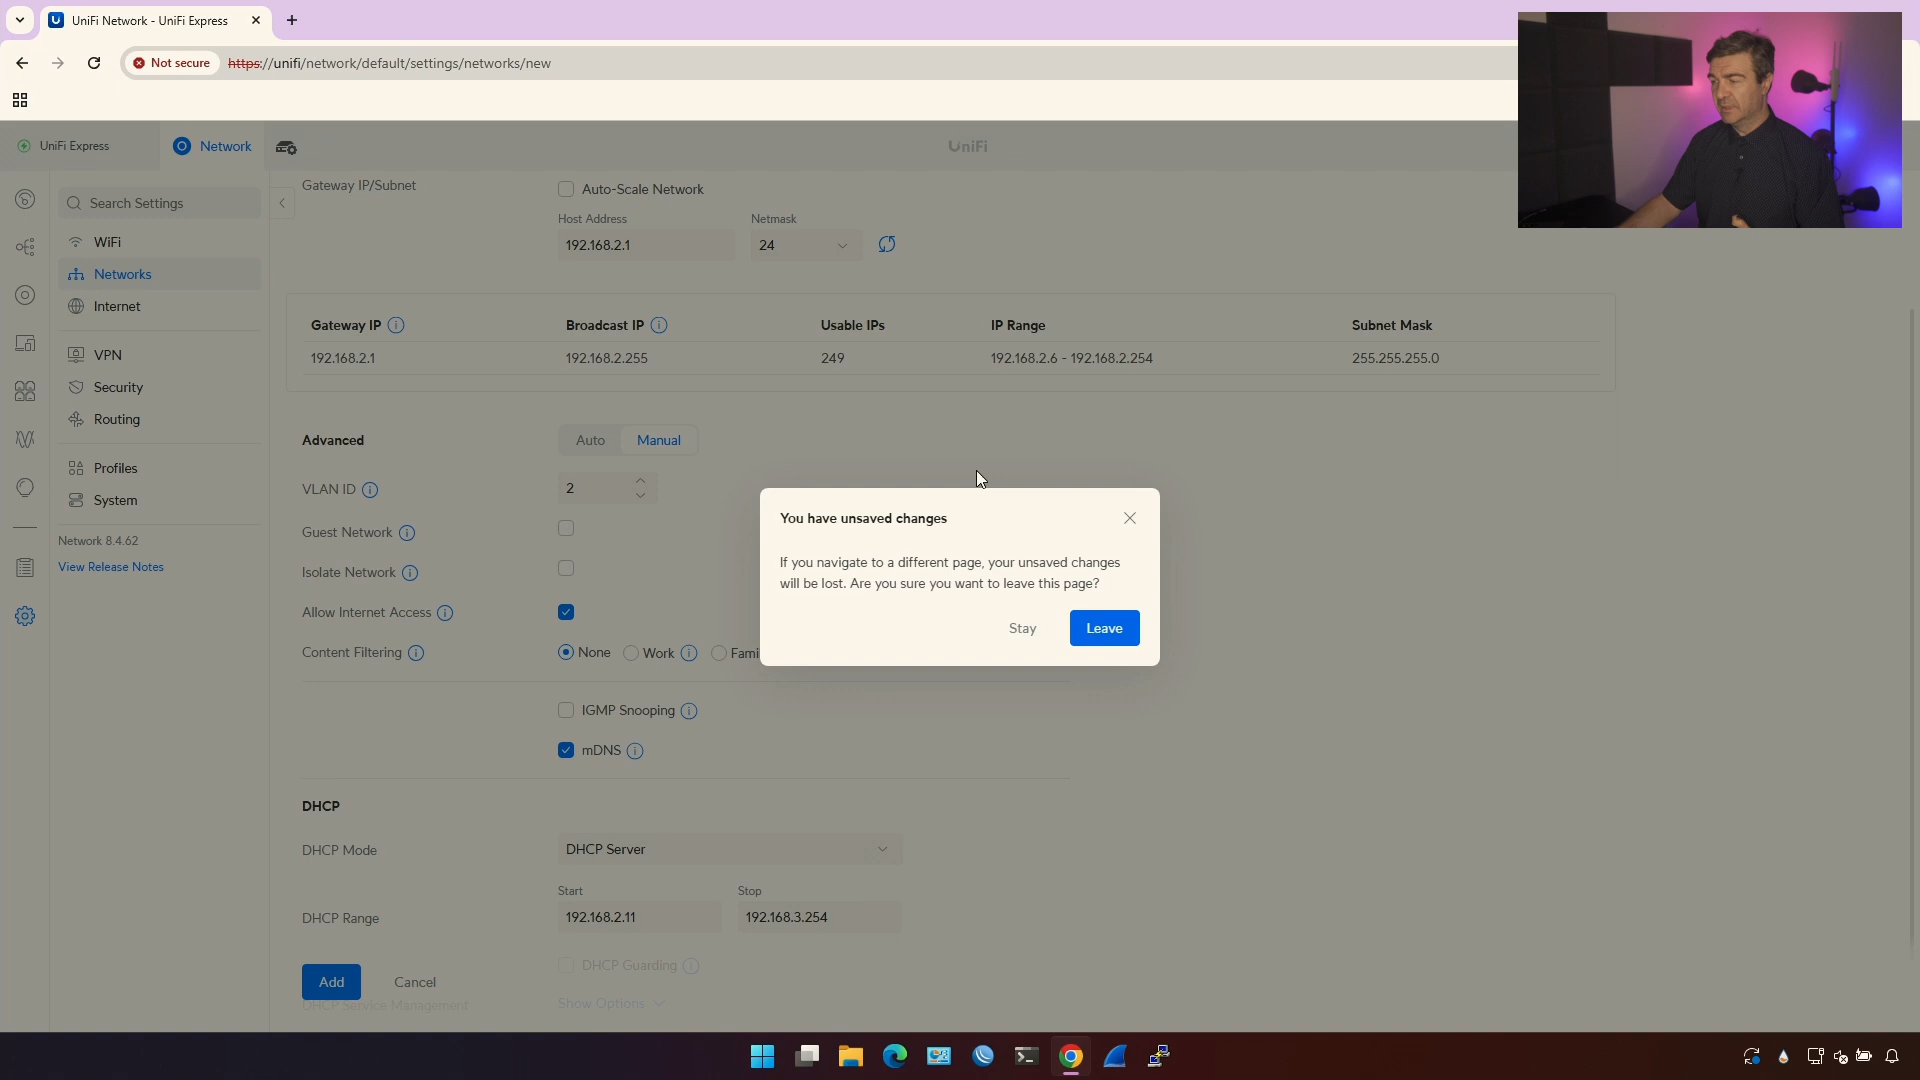 UniFi Network - UniFi Express
Not secure
https://unifi/network/default/settings/networks/new
UniFi Express
Network
UniFi
Search Settings
WiFi
Networks
Internet
VPN
Security
Routing
Profiles
System
Network 8.4.62
View Release Notes
Gateway IP/Subnet
Auto-Scale Network
Host Address
Netmask
192.168.2.1
24
Gateway IP
Broadcast IP
Usable IPs
IP Range
Subnet Mask
192.168.2.1
192.168.2.255
249
192.168.2.6 - 192.168.2.254
255.255.255.0
Advanced
Auto
Manual
VLAN ID
2
Guest Network
Isolate Network
Allow Internet Access
Content Filtering
None
Work
Fami
IGMP Snooping
mDNS
You have unsaved changes
If you navigate to a different page, your unsaved changes
will be lost. Are you sure you want to leave this page?
Stay
Leave
DHCP
DHCP Mode
DHCP Server
Start
Stop
DHCP Range
192.168.2.11
192.168.3.254
DHCP Guarding
Add
Cancel
DHCP Service Management
Show Options